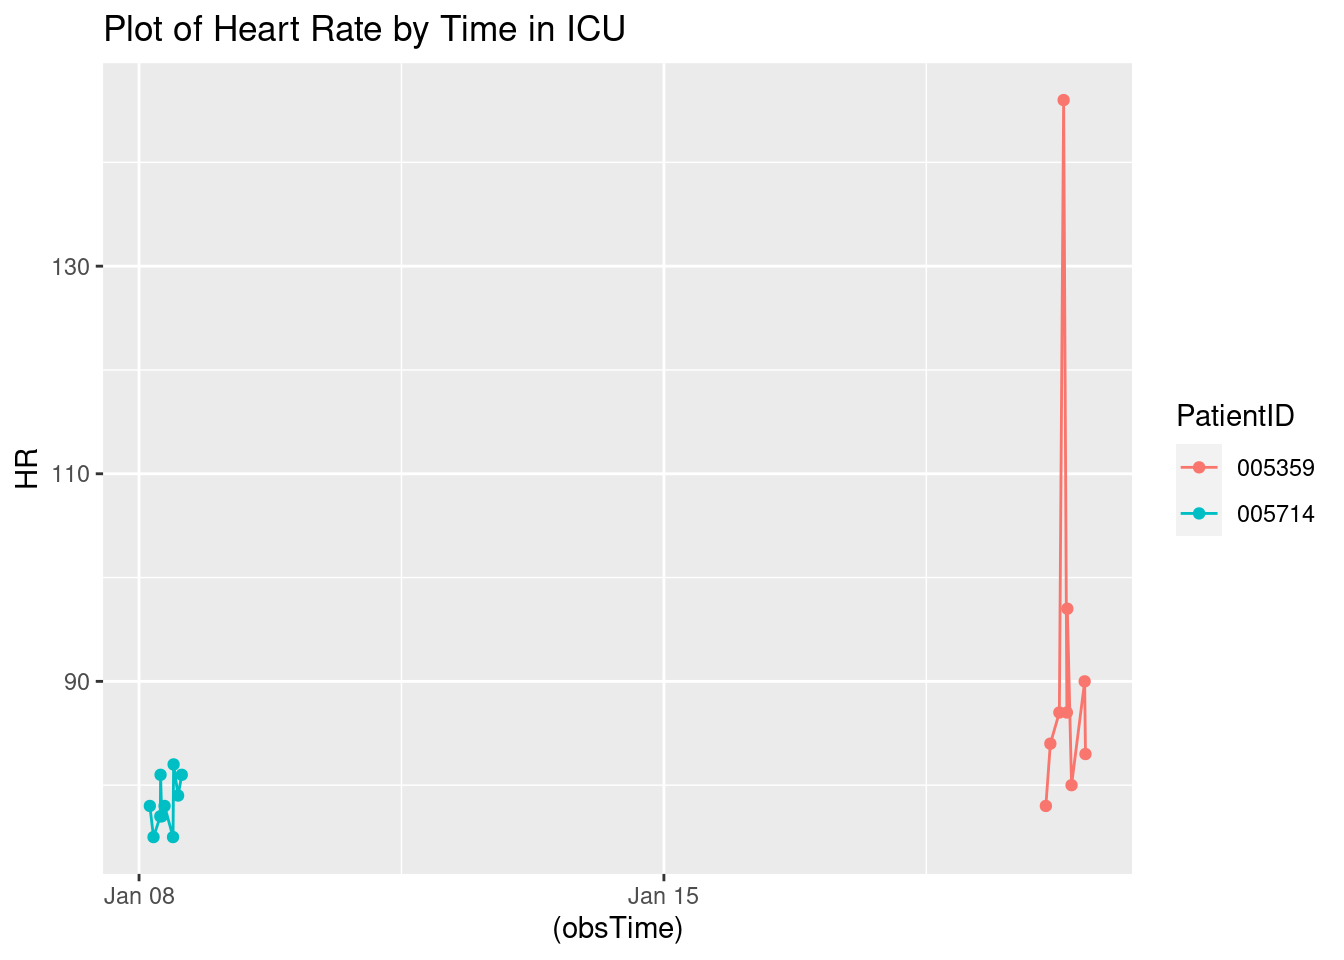 Plot of Heart Rate by Time in ICU
130
110
90
HR
Jan 08
Jan 15
(obsTime)
PatientID
005359
005714